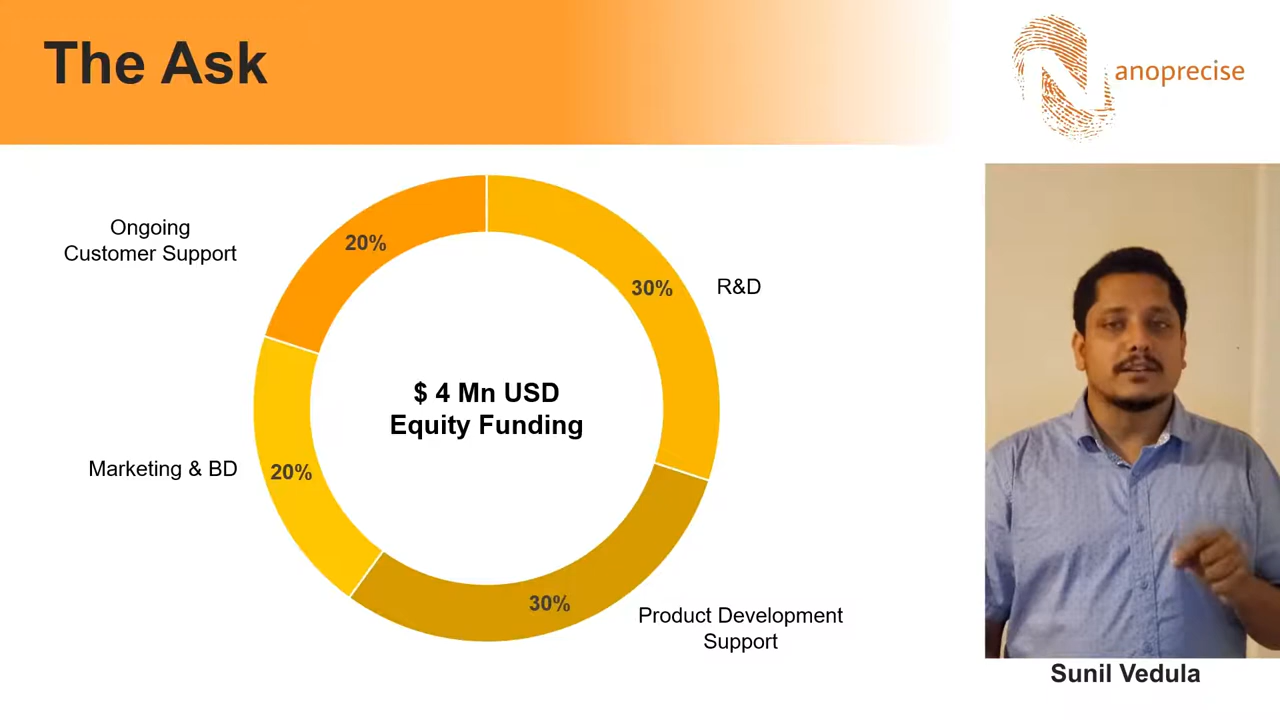 The Ask
Nanoprecise
Ongoing
Customer Support
20%
30%
R&D
$ 4 Mn USD
Equity Funding
Marketing & BD
20%
30%
Product Development
Support
Sunil Vedula